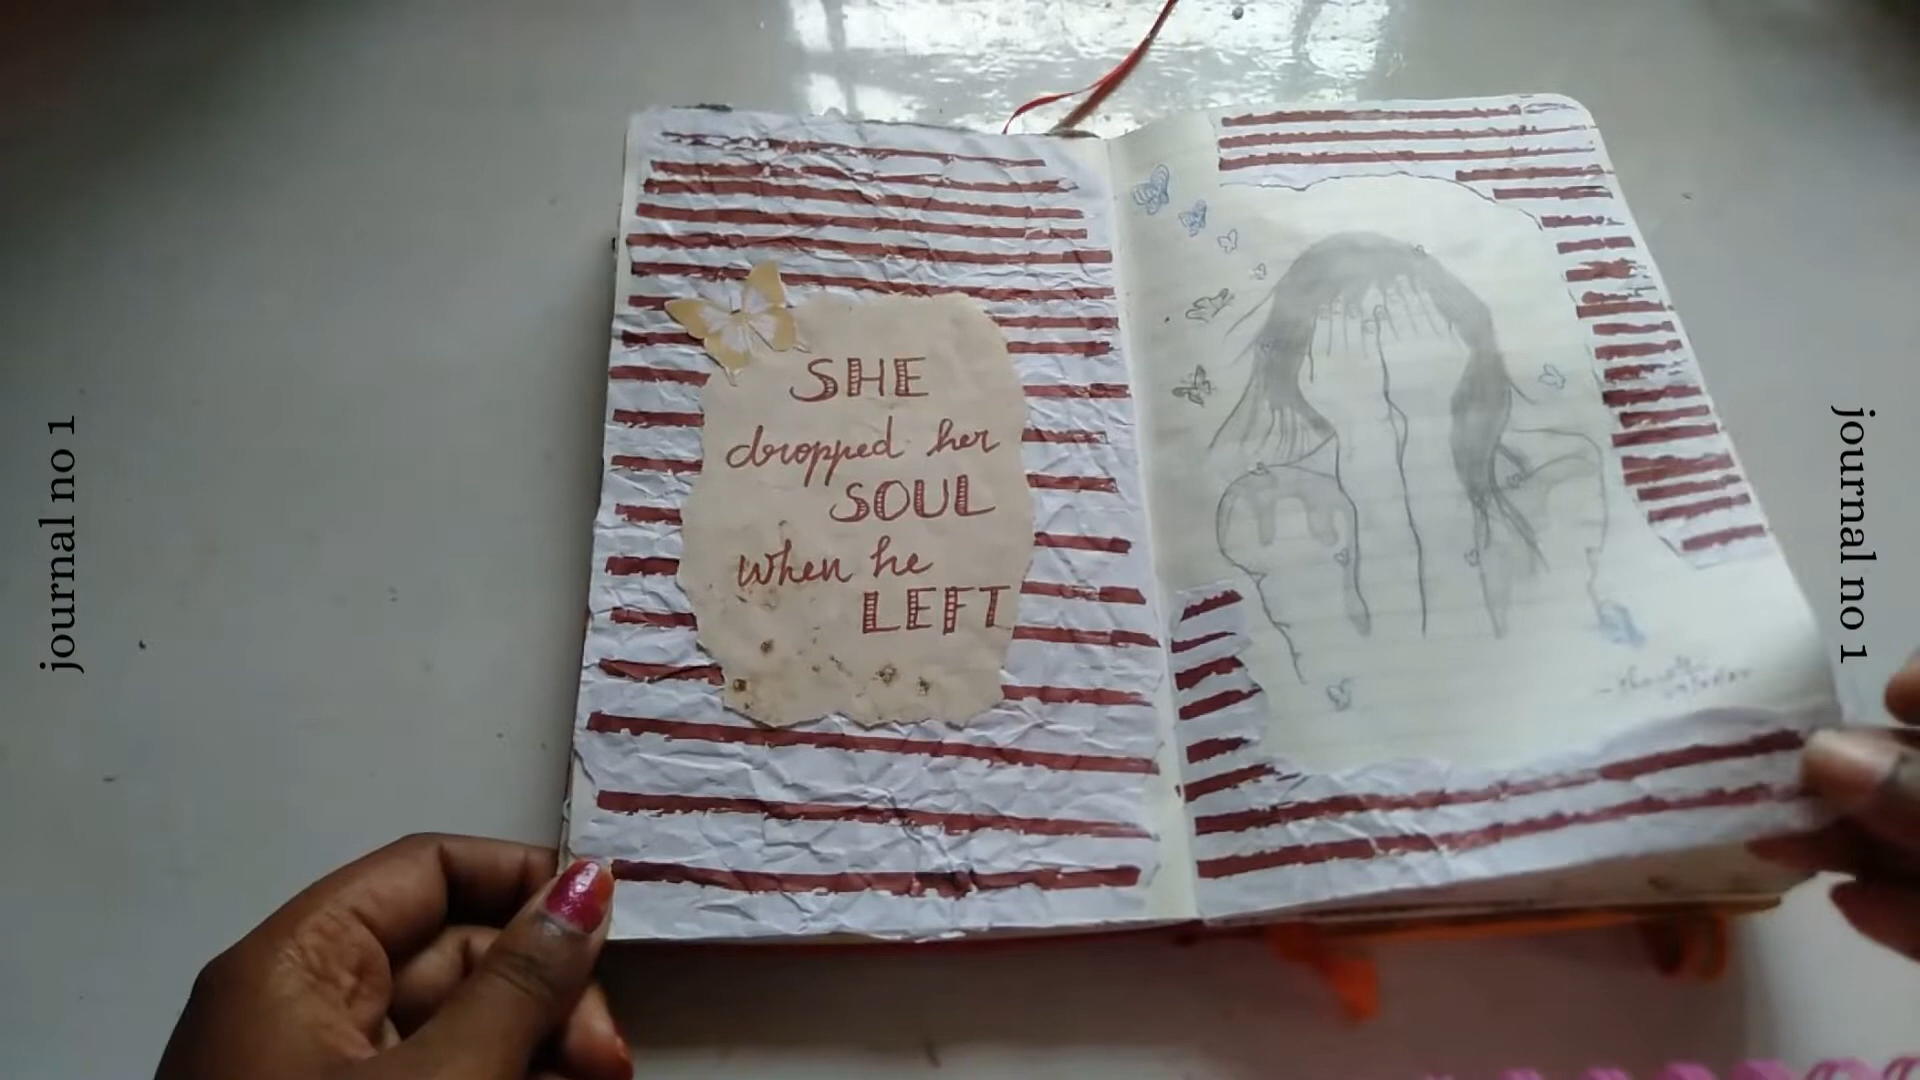 journal no 1
SHE
dropped her
SOUL
when he
LEFT
journal no 1